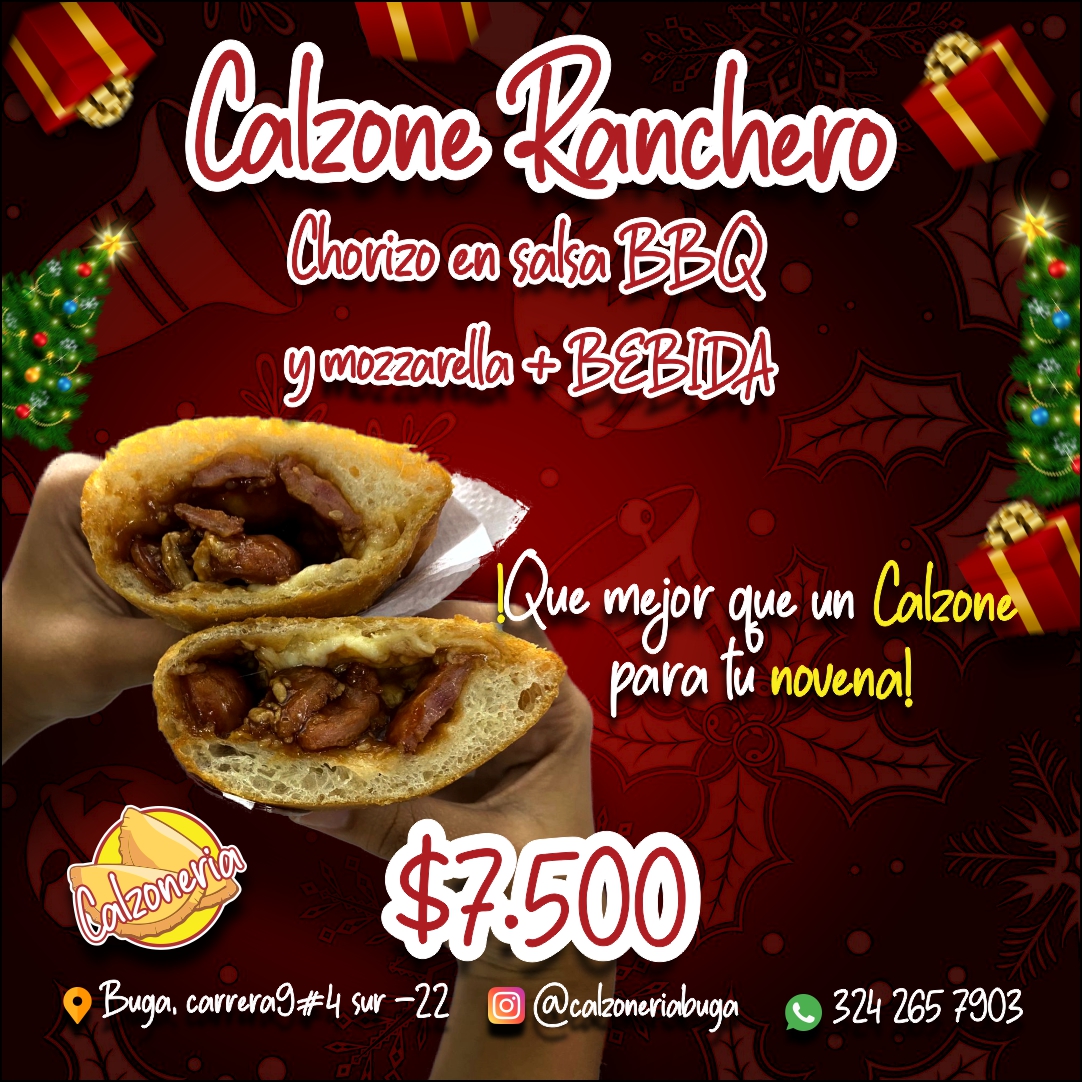 Calzone Ranchero
Chorizo en salsa BBQ
y mozzarella + BEBIDA
!Que mejor que un Calzone
para tu novena!
$7.500
Calzoneria
Buga, carrera9#4 sur -22
@calzoneriabuga
324 265 7903